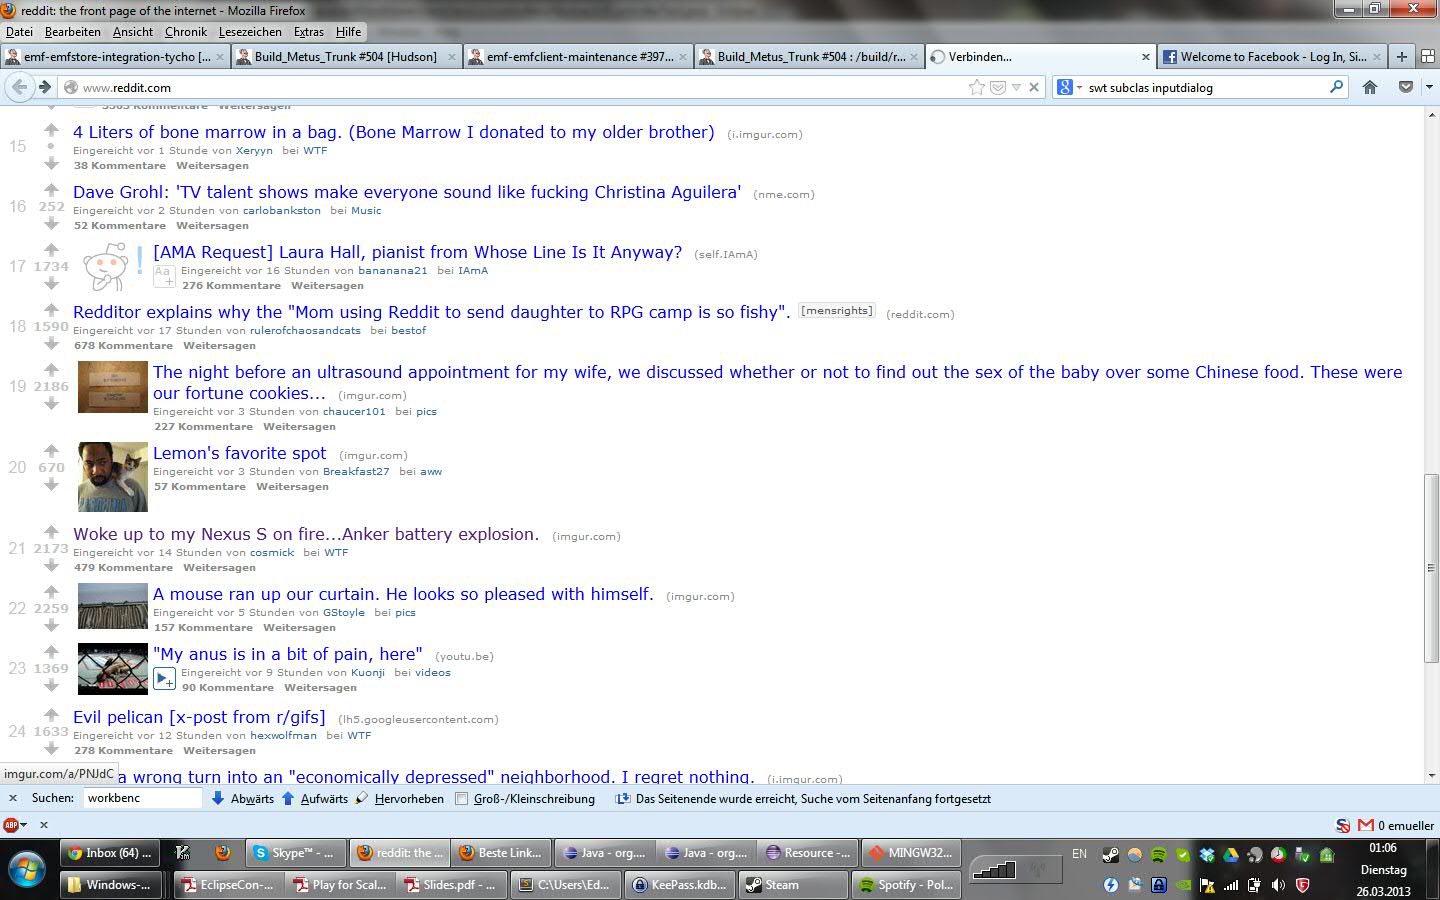 reddit: the front page of the internet - Mozilla Firefox
Datei Bearbeiten Ansicht Chronik Lesezeichen Extras Hilfe
emf-emfstore-integration-tycho [... Build_Metus_Trunk #504 [Hudson] emf-emfclient-maintenance #397... Build_Metus_Trunk #504 : /build/r... Verbinden... Welcome to Facebook - Log In, Si...
www.reddit.com swt subclas inputdialog
Kommentare Weitersagen
15 4 Liters of bone marrow in a bag. (Bone Marrow I donated to my older brother) (i.imgur.com)
Eingereicht vor 1 Stunde von Xeryyn bei WTF
38 Kommentare Weitersagen
16 252 Dave Grohl: 'TV talent shows make everyone sound like fucking Christina Aguilera' (nme.com)
Eingereicht vor 2 Stunden von carlobankston bei Music
52 Kommentare Weitersagen
17 1734 [AMA Request] Laura Hall, pianist from Whose Line Is It Anyway? (self.IAmA)
Aa+ Eingereicht vor 16 Stunden von bananana21 bei IAmA
276 Kommentare Weitersagen
18 1590 Redditor explains why the "Mom using Reddit to send daughter to RPG camp is so fishy". [mensrights] (reddit.com)
Eingereicht vor 17 Stunden von rulerofchaosandcats bei bestof
678 Kommentare Weitersagen
19 2186 The night before an ultrasound appointment for my wife, we discussed whether or not to find out the sex of the baby over some Chinese food. These were
our fortune cookies... (imgur.com)
Eingereicht vor 3 Stunden von chaucer101 bei pics
227 Kommentare Weitersagen
20 670 Lemon's favorite spot (imgur.com)
Eingereicht vor 3 Stunden von Breakfast27 bei aww
57 Kommentare Weitersagen
21 2173 Woke up to my Nexus S on fire...Anker battery explosion. (imgur.com)
Eingereicht vor 14 Stunden von cosmick bei WTF
479 Kommentare Weitersagen
22 2259 A mouse ran up our curtain. He looks so pleased with himself. (imgur.com)
Eingereicht vor 5 Stunden von GStoyle bei pics
157 Kommentare Weitersagen
23 1369 "My anus is in a bit of pain, here" (youtu.be)
Eingereicht vor 9 Stunden von Kuonji bei videos
90 Kommentare Weitersagen
24 1633 Evil pelican [x-post from r/gifs] (lh5.googleusercontent.com)
Eingereicht vor 12 Stunden von hexwolfman bei WTF
278 Kommentare Weitersagen
imgur.com/a/PNJdC a wrong turn into an "economically depressed" neighborhood. I regret nothing. (i.imgur.com)
Suchen: workbenc Abwärts Aufwärts Hervorheben Groß-/Kleinschreibung Das Seitenende wurde erreicht, Suche vom Seitenanfang fortgesetzt
ABP 0 emueller
Inbox (64) ... Skype™ - ... reddit: the ... Beste Link... Java - org.... Java - org.... Resource -... MINGW32... EN 01:06
Dienstag
Windows-... EclipseCon-... Play for Scal... Slides.pdf - ... C:\Users\Ed... KeePass.kdb... Steam Spotify - Pol... 26.03.2013